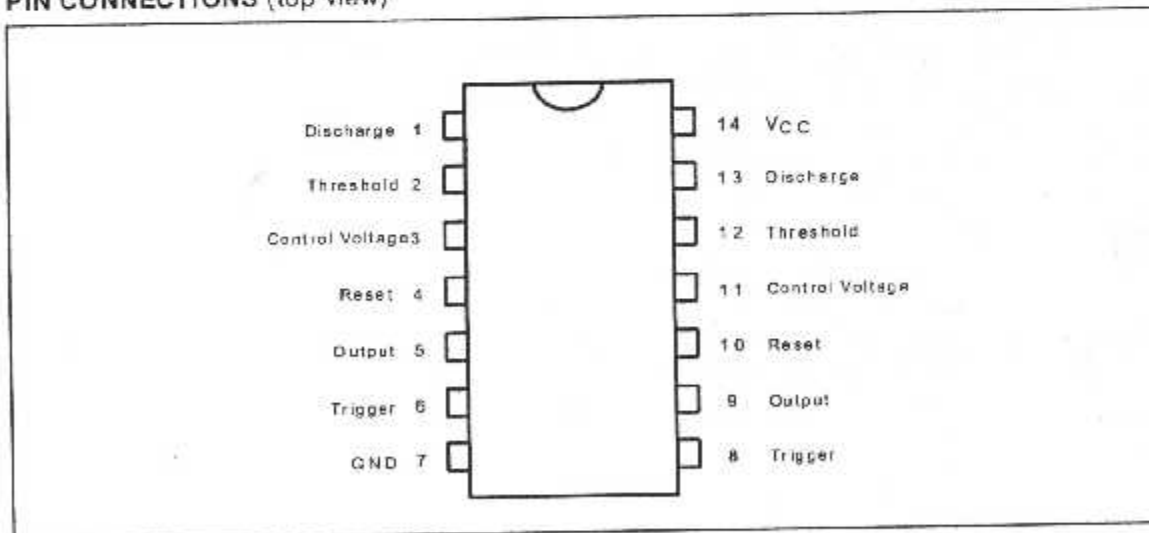 PIN CONNECTIONS (top view)
Discharge 1
Threshold 2
Control Voltage3
Reset 4
Output 5
Trigger 6
GND 7
14 VCC
13 Discharge
12 Threshold
11 Control Voltage
10 Reset
9 Output
8 Trigger